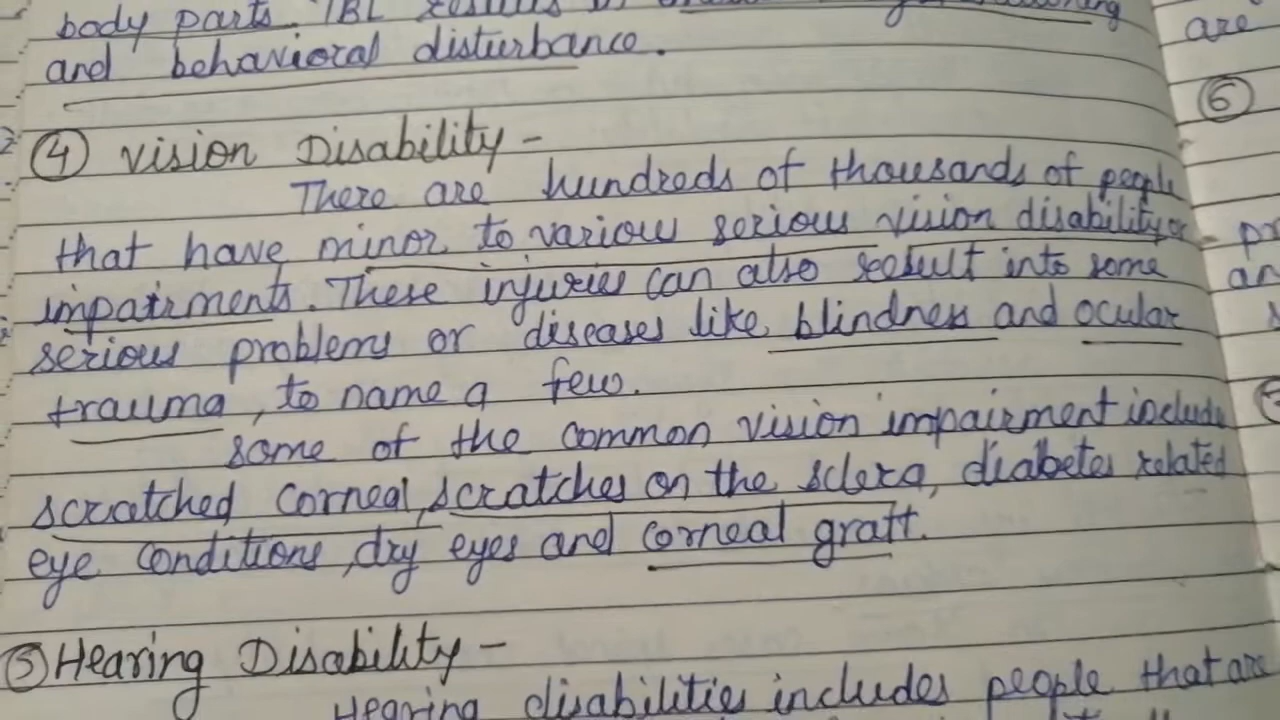 body parts. TBI results
and behavioral disturbance.
④ Vision Disability -
There are hundreds of thousands of people
that have minor to various serious vision disability or
impairments. These injuries can also result into some
serious problems or diseases like blindness and ocular
trauma, to name a few.
some of the common vision impairment include
scratched corneal, scratches on the sclera, diabetes related
eye conditions, dry eyes and corneal graft.
⑤ Hearing Disability -
Hearing disabilities includes people that are
are
⑥